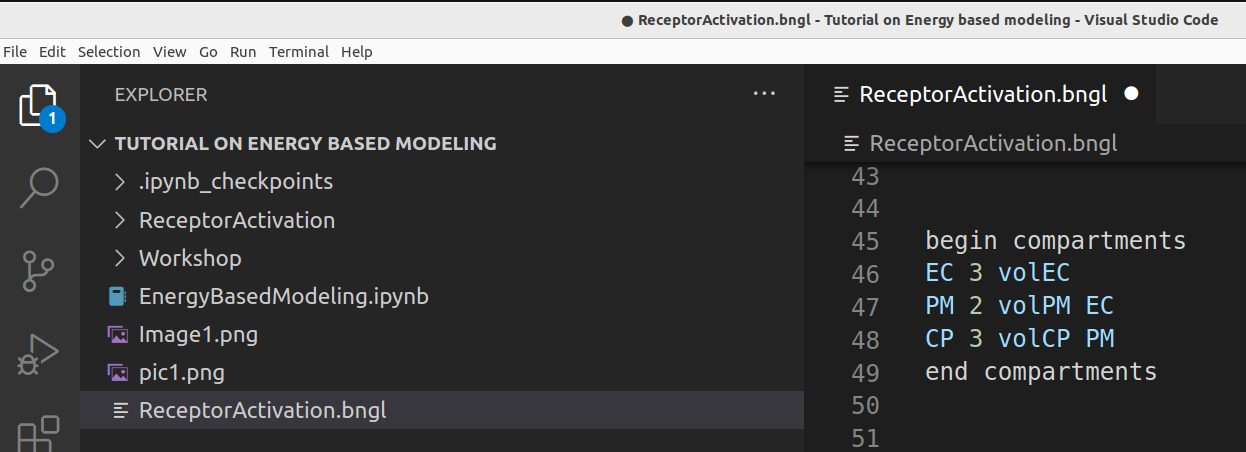 ● ReceptorActivation.bngl - Tutorial on Energy based modeling - Visual Studio Code
File Edit Selection View Go Run Terminal Help
1
EXPLORER
TUTORIAL ON ENERGY BASED MODELING
.ipynb_checkpoints
ReceptorActivation
Workshop
EnergyBasedModeling.ipynb
Image1.png
pic1.png
ReceptorActivation.bngl
ReceptorActivation.bngl
ReceptorActivation.bngl
43
44
45 begin compartments
46 EC 3 volEC
47 PM 2 volPM EC
48 CP 3 volCP PM
49 end compartments
50
51